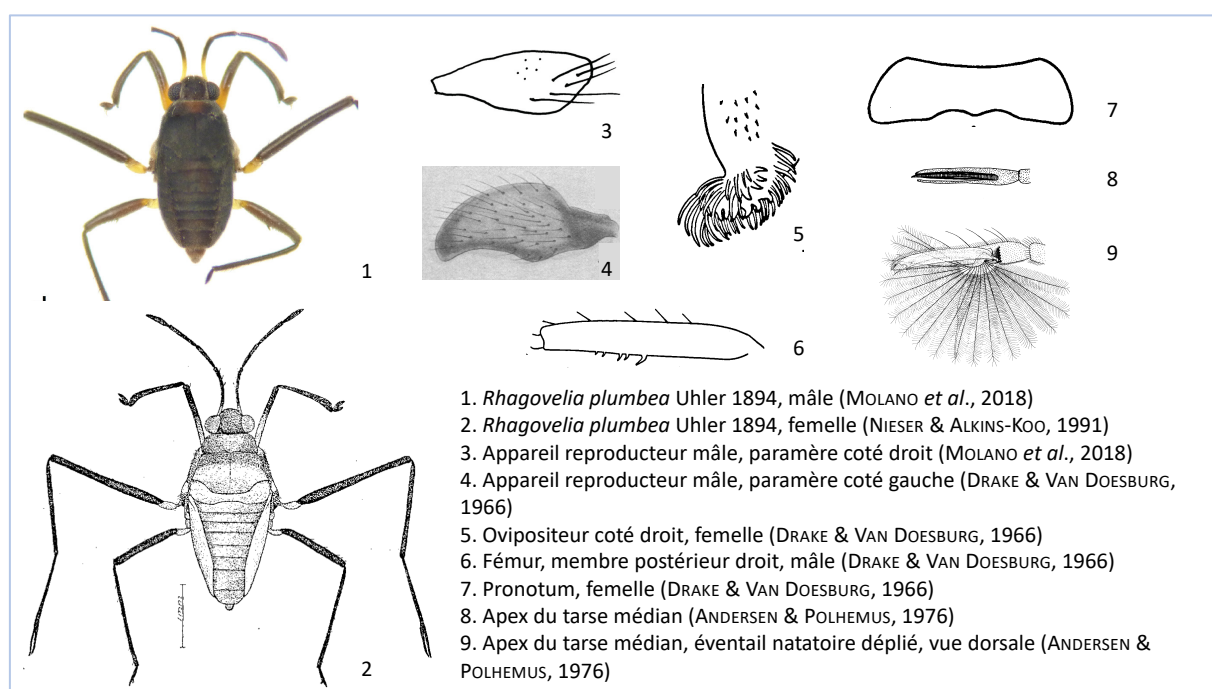 1
3
4
5
7
8
9
6
2
1. Rhagovelia plumbea Uhler 1894, mâle (MOLANO et al., 2018)
2. Rhagovelia plumbea Uhler 1894, femelle (NIESER & ALKINS-KOO, 1991)
3. Appareil reproducteur mâle, paramère coté droit (MOLANO et al., 2018)
4. Appareil reproducteur mâle, paramère coté gauche (DRAKE & VAN DOESBURG,
1966)
5. Ovipositeur coté droit, femelle (DRAKE & VAN DOESBURG, 1966)
6. Fémur, membre postérieur droit, mâle (DRAKE & VAN DOESBURG, 1966)
7. Pronotum, femelle (DRAKE & VAN DOESBURG, 1966)
8. Apex du tarse médian (ANDERSEN & POLHEMUS, 1976)
9. Apex du tarse médian, éventail natatoire déplié, vue dorsale (ANDERSEN &
POLHEMUS, 1976)